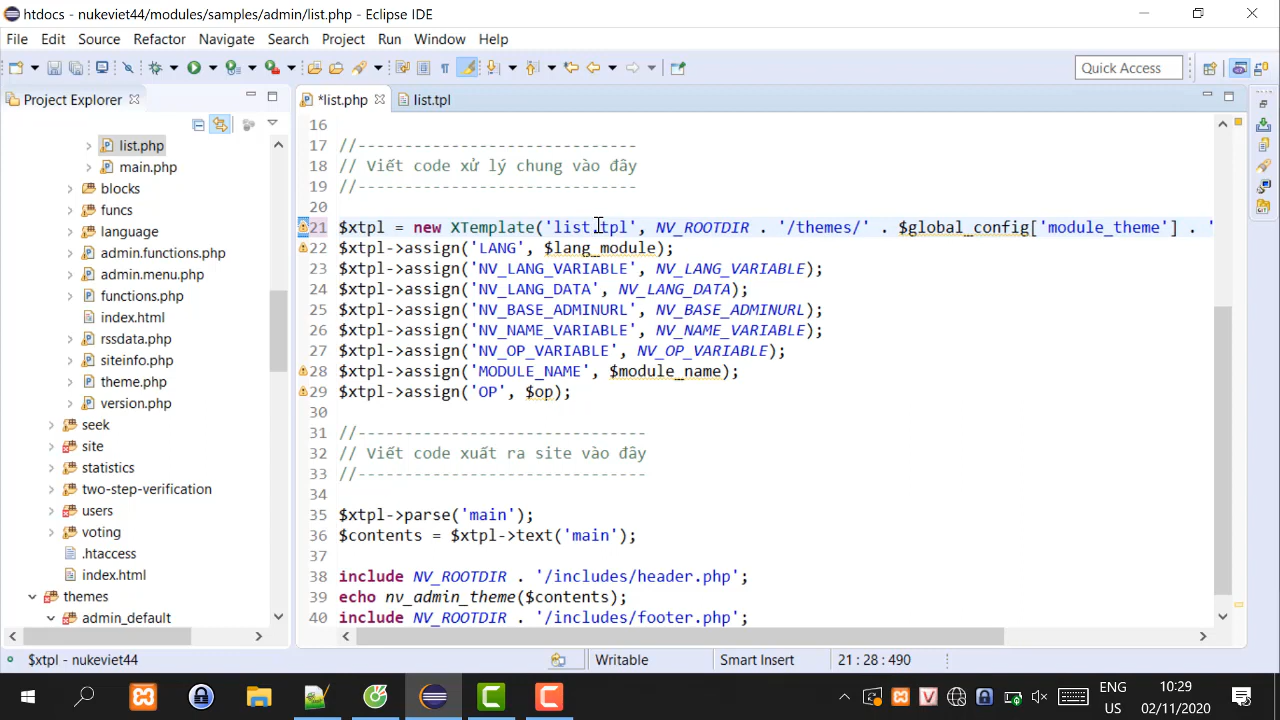 htdocs - nukeviet44/modules/samples/admin/list.php - Eclipse IDE
File Edit Source Refactor Navigate Search Project Run Window Help
Quick Access
Project Explorer
*list.php
list.tpl
list.php
main.php
blocks
funcs
language
admin.functions.php
admin.menu.php
functions.php
index.html
rssdata.php
siteinfo.php
theme.php
version.php
seek
site
statistics
two-step-verification
users
voting
.htaccess
index.html
themes
admin_default
16
17 //------------------------------
18 // Viết code xử lý chung vào đây
19 //------------------------------
20
21 $xtpl = new XTemplate('list.tpl', NV_ROOTDIR . '/themes/' . $global_config['module_theme'] . '
22 $xtpl->assign('LANG', $lang_module);
23 $xtpl->assign('NV_LANG_VARIABLE', NV_LANG_VARIABLE);
24 $xtpl->assign('NV_LANG_DATA', NV_LANG_DATA);
25 $xtpl->assign('NV_BASE_ADMINURL', NV_BASE_ADMINURL);
26 $xtpl->assign('NV_NAME_VARIABLE', NV_NAME_VARIABLE);
27 $xtpl->assign('NV_OP_VARIABLE', NV_OP_VARIABLE);
28 $xtpl->assign('MODULE_NAME', $module_name);
29 $xtpl->assign('OP', $op);
30
31 //-------------------------------
32 // Viết code xuất ra site vào đây
33 //-------------------------------
34
35 $xtpl->parse('main');
36 $contents = $xtpl->text('main');
37
38 include NV_ROOTDIR . '/includes/header.php';
39 echo nv_admin_theme($contents);
40 include NV_ROOTDIR . '/includes/footer.php';
$xtpl - nukeviet44
Writable
Smart Insert
21 : 28 : 490
ENG
US
10:29
02/11/2020